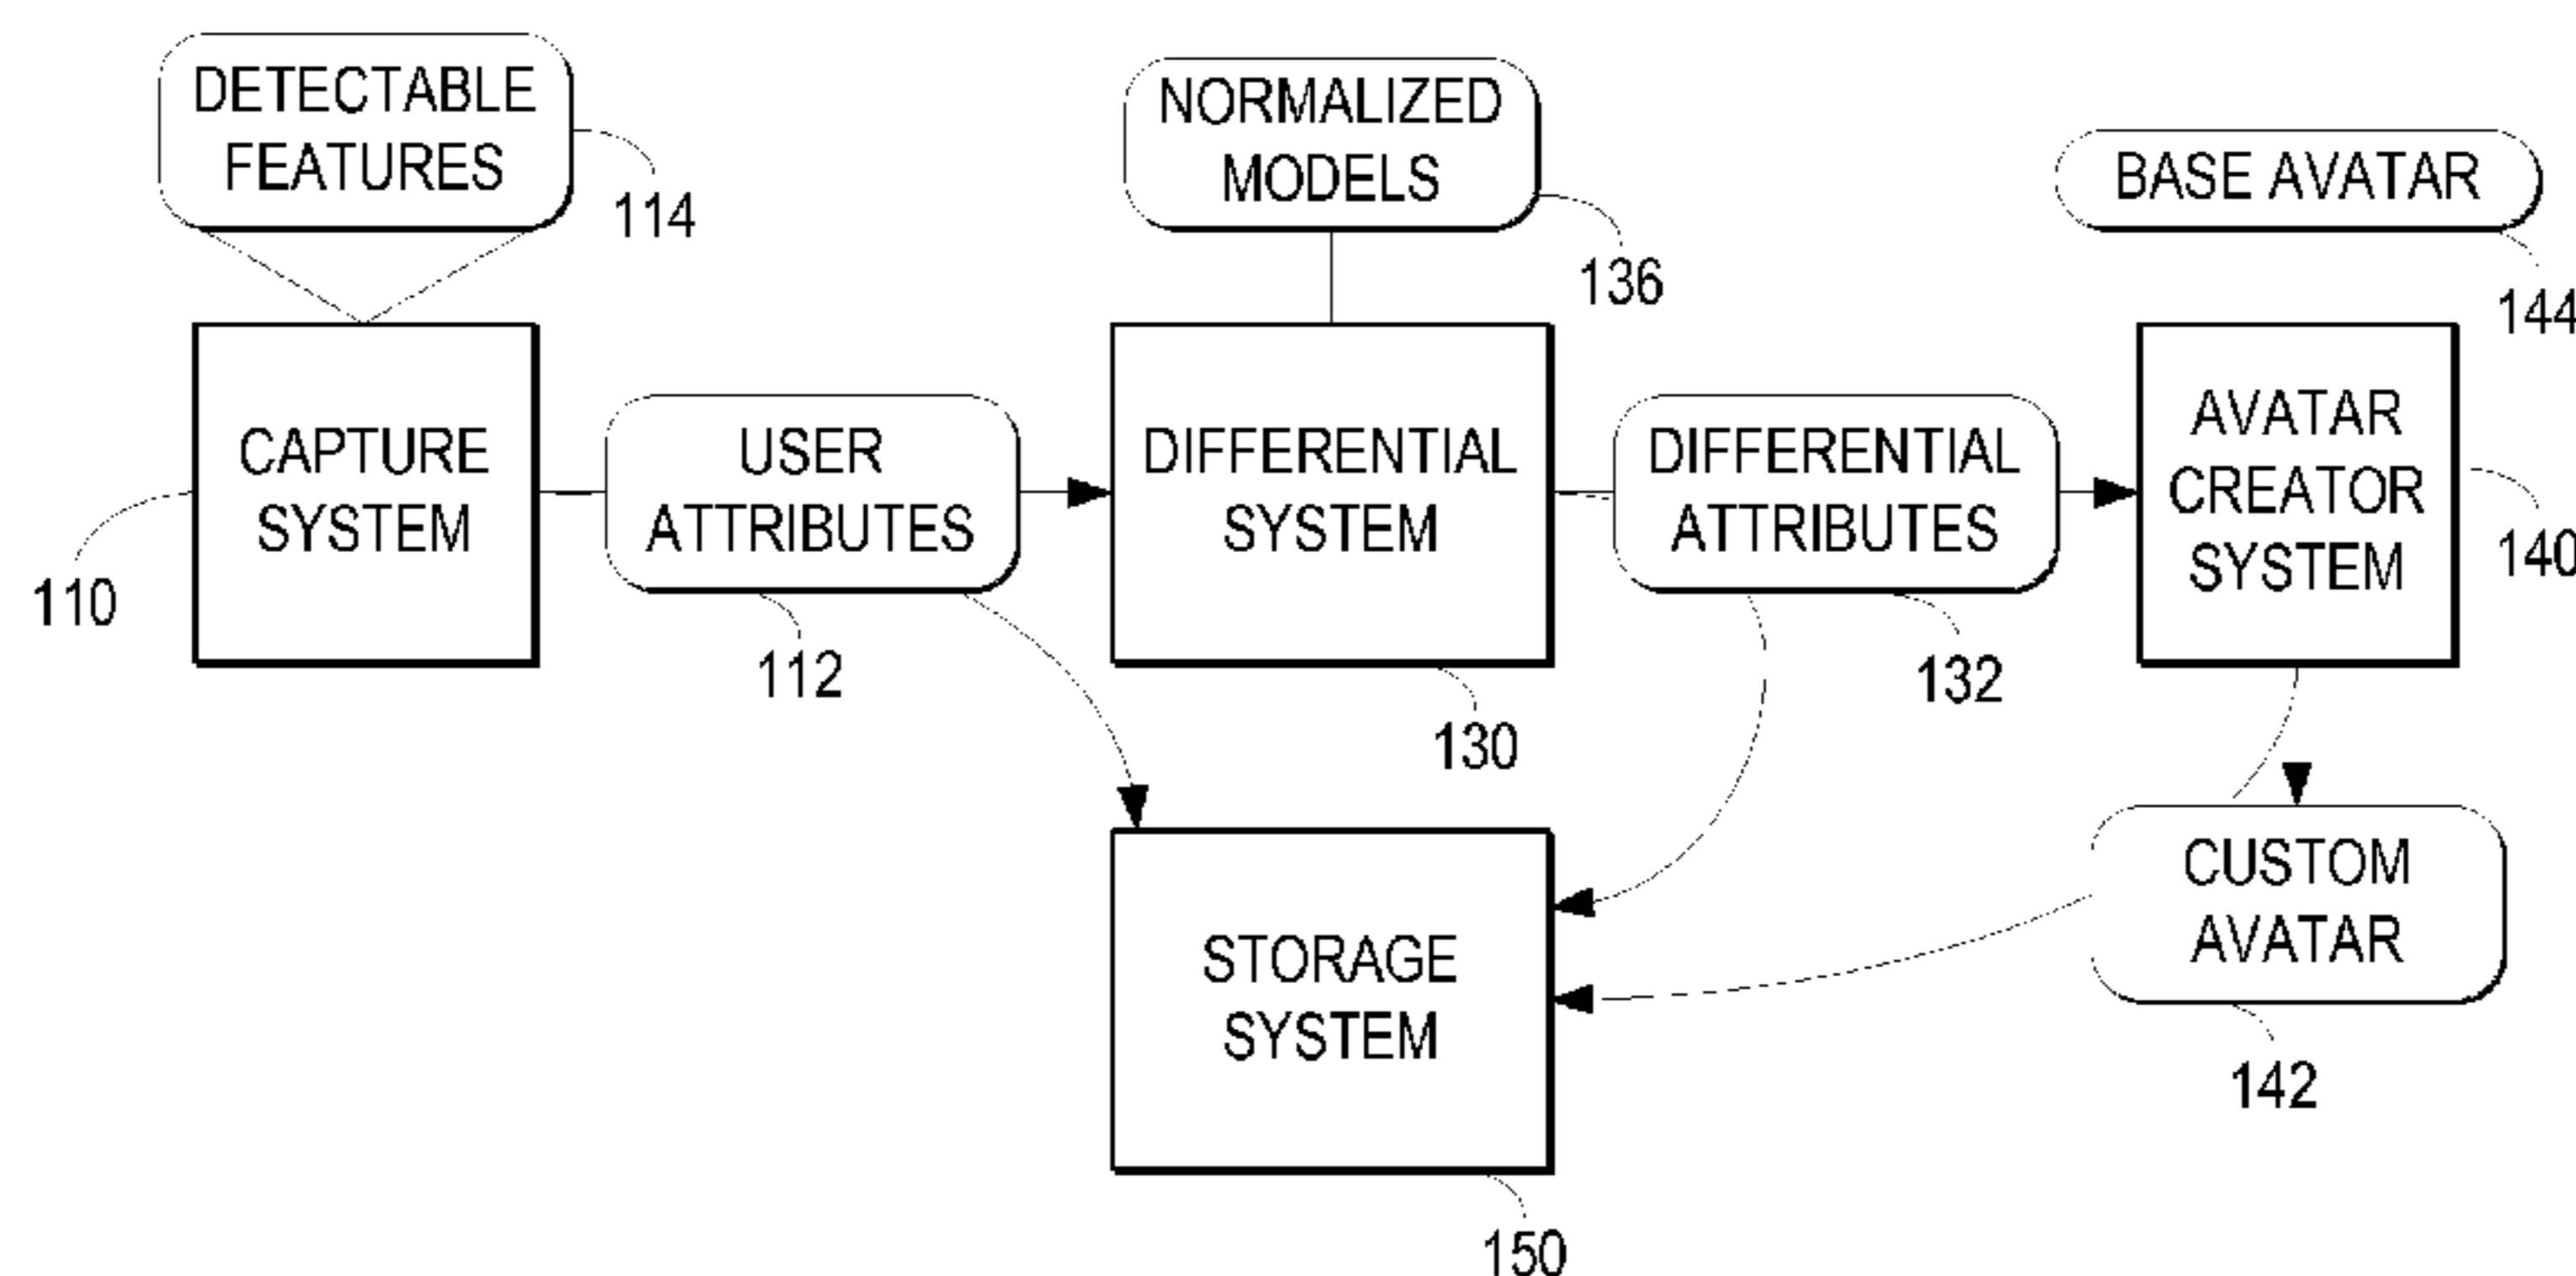 DETECTABLE
FEATURES
114
NORMALIZED
MODELS
136
BASE AVATAR
144
CAPTURE
SYSTEM
110
USER
ATTRIBUTES
112
DIFFERENTIAL
SYSTEM
130
DIFFERENTIAL
ATTRIBUTES
132
AVATAR
CREATOR
SYSTEM
140
STORAGE
SYSTEM
150
CUSTOM
AVATAR
142